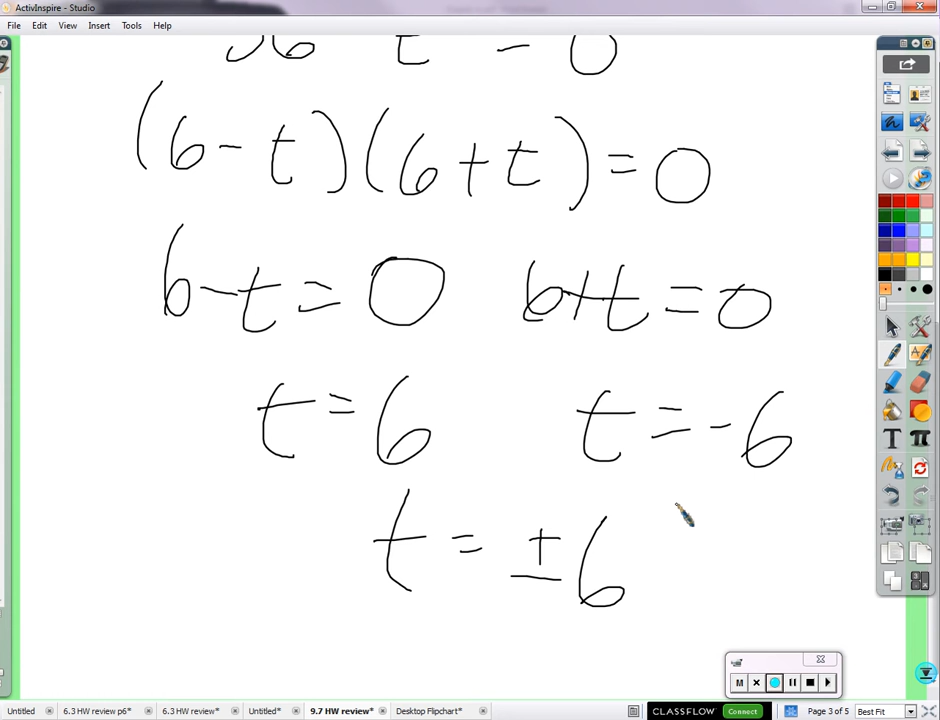 ActivInspire - Studio
File Edit View Insert Tools Help
(6 - t)(6 + t) = 0
6 - t = 0 6 + t = 0
t = 6 t = -6
t = ±6
M
Untitled 6.3 HW review p6* 6.3 HW review* Untitled* 9.7 HW review* Desktop Flipchart* CLASSFLOW Connect Page 3 of 5 Best Fit